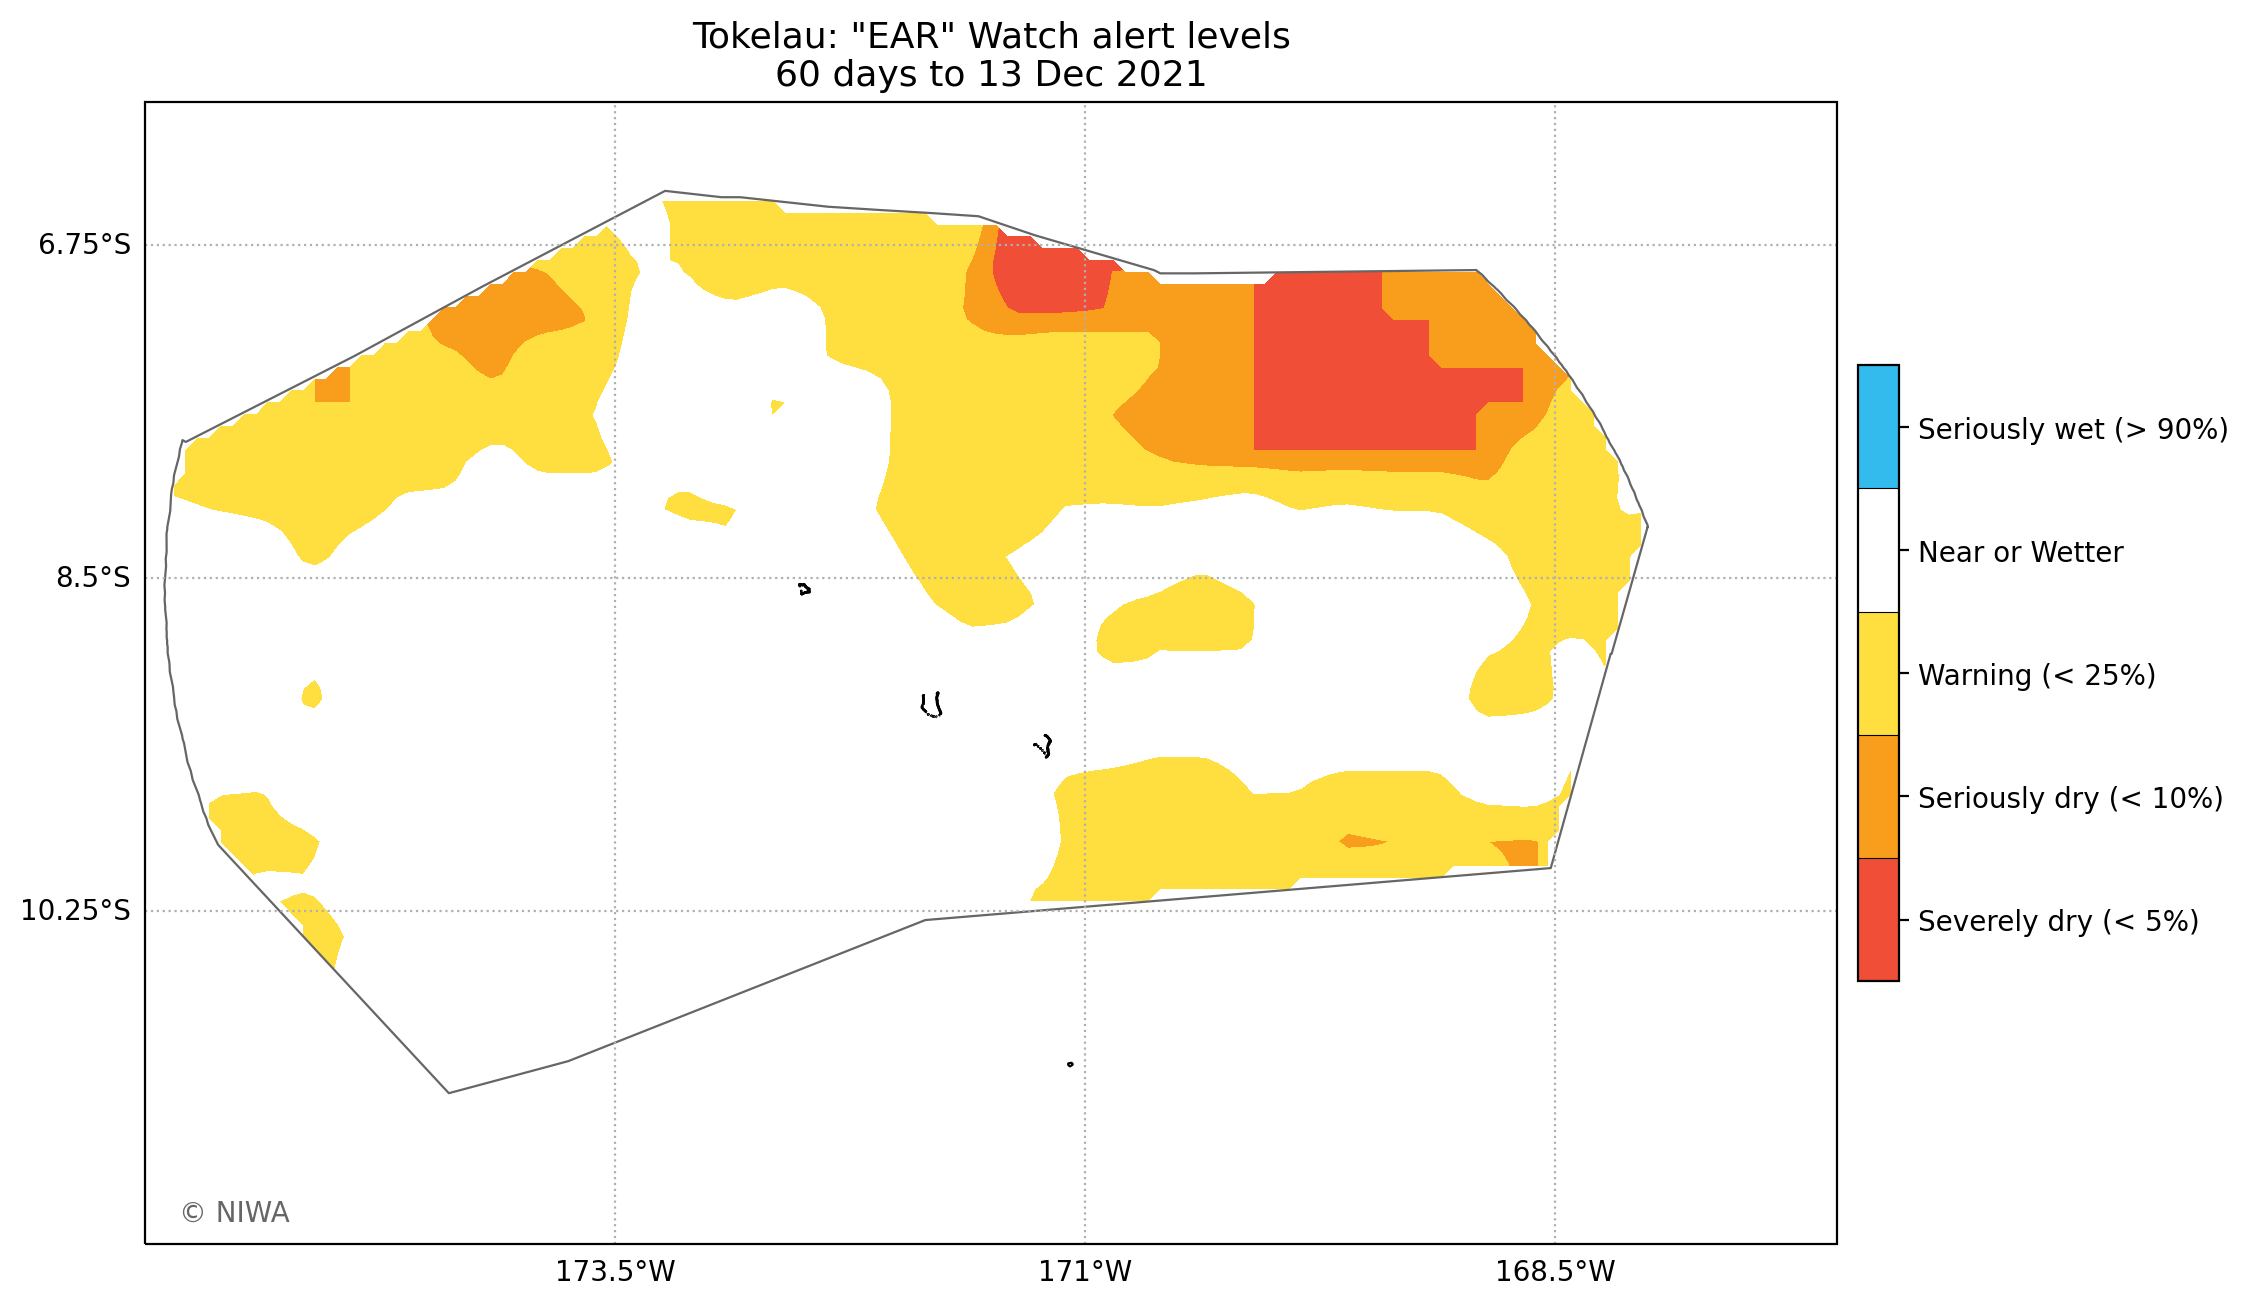 Tokelau: "EAR" Watch alert levels
60 days to 13 Dec 2021
6.75°S
8.5°S
10.25°S
173.5°W
171°W
168.5°W
Seriously wet (> 90%)
Near or Wetter
Warning (< 25%)
Seriously dry (< 10%)
Severely dry (< 5%)
© NIWA